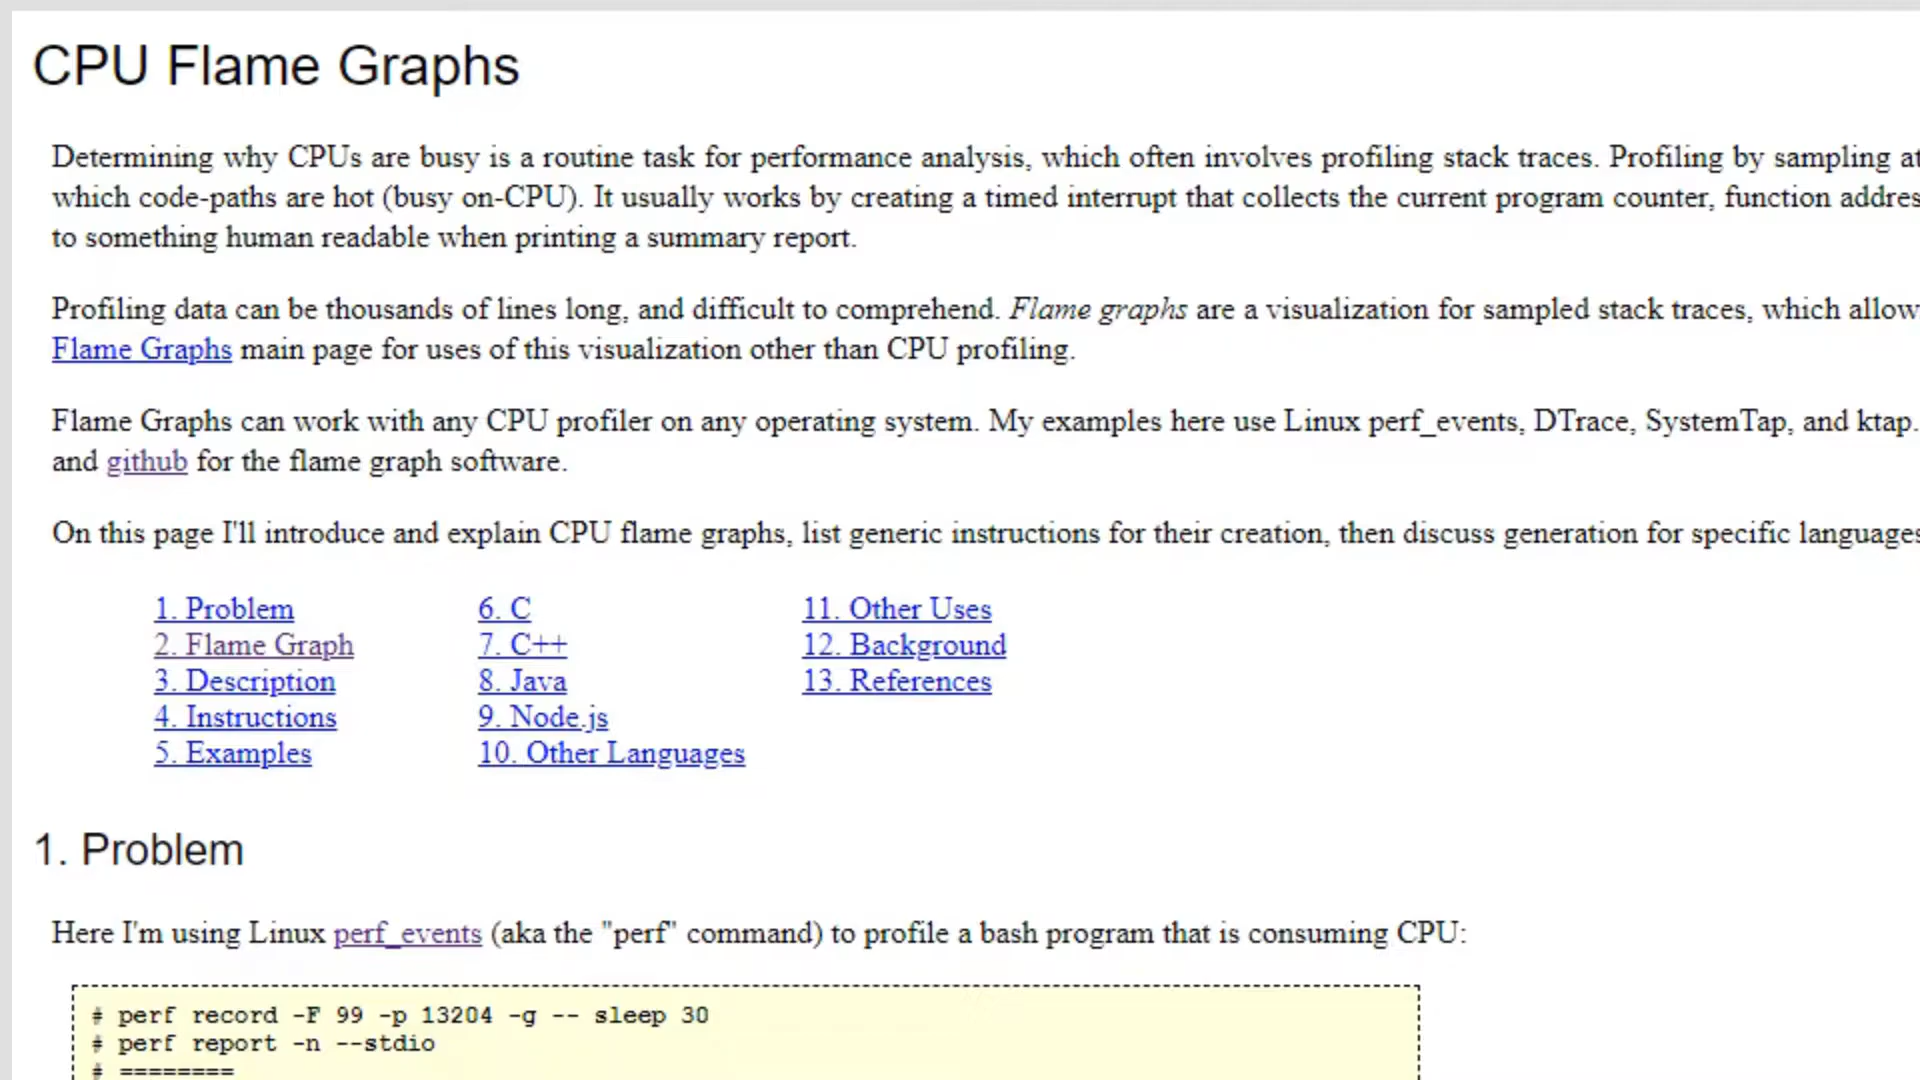 CPU Flame Graphs
Determining why CPUs are busy is a routine task for performance analysis, which often involves profiling stack traces. Profiling by sampling at
which code-paths are hot (busy on-CPU). It usually works by creating a timed interrupt that collects the current program counter, function addres
to something human readable when printing a summary report.
Profiling data can be thousands of lines long, and difficult to comprehend. Flame graphs are a visualization for sampled stack traces, which allow
Flame Graphs main page for uses of this visualization other than CPU profiling.
Flame Graphs can work with any CPU profiler on any operating system. My examples here use Linux perf_events, DTrace, SystemTap, and ktap.
and github for the flame graph software.
On this page I'll introduce and explain CPU flame graphs, list generic instructions for their creation, then discuss generation for specific languages
1. Problem 6. C 11. Other Uses
2. Flame Graph 7. C++ 12. Background
3. Description 8. Java 13. References
4. Instructions 9. Node.js
5. Examples 10. Other Languages
1. Problem
Here I'm using Linux perf_events (aka the "perf" command) to profile a bash program that is consuming CPU:
# perf record -F 99 -p 13204 -g -- sleep 30
# perf report -n --stdio
# ========